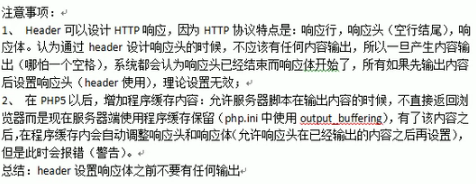 注意事项：
1、 Header 可以设计 HTTP 响应，因为 HTTP 协议特点是：响应行，响应头（空行结尾），响
应体。认为通过 header 设计响应头的时候，不应该有任何内容输出，所以一旦产生内容输
出（哪怕一个空格），系统都会认为响应头已经结束而响应体开始了，所有如果先输出内容
后设置响应头（header 使用），理论设置无效；
2、 在 PHP5 以后，增加程序缓存内容：允许服务器脚本在输出内容的时候，不直接返回浏
览器而是现在服务器端使用程序缓存保留（php.ini 中使用 output_buffering），有了该内容之
后，在程序缓存内会自动调整响应头和响应体（允许响应头在已经输出的内容之后再设置），
但是此时会报错（警告）。
总结：header 设置响应体之前不要有任何输出